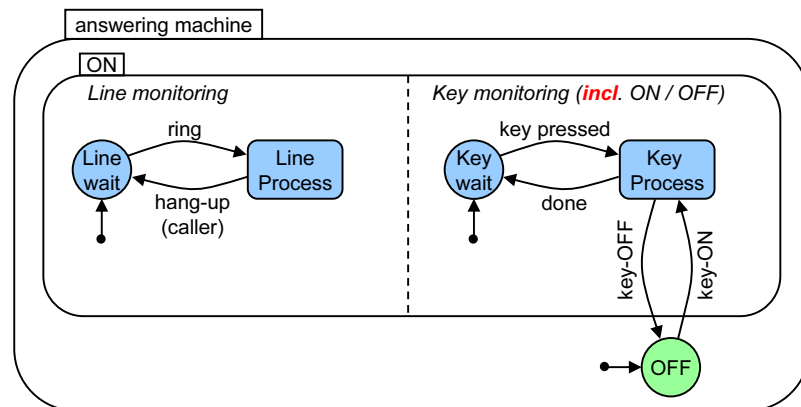 answering machine
ON
Line monitoring
Key monitoring (incl. ON / OFF)
ring
Line
wait
Line
Process
hang-up
(caller)
key pressed
Key
wait
Key
Process
done
key-OFF
key-ON
OFF